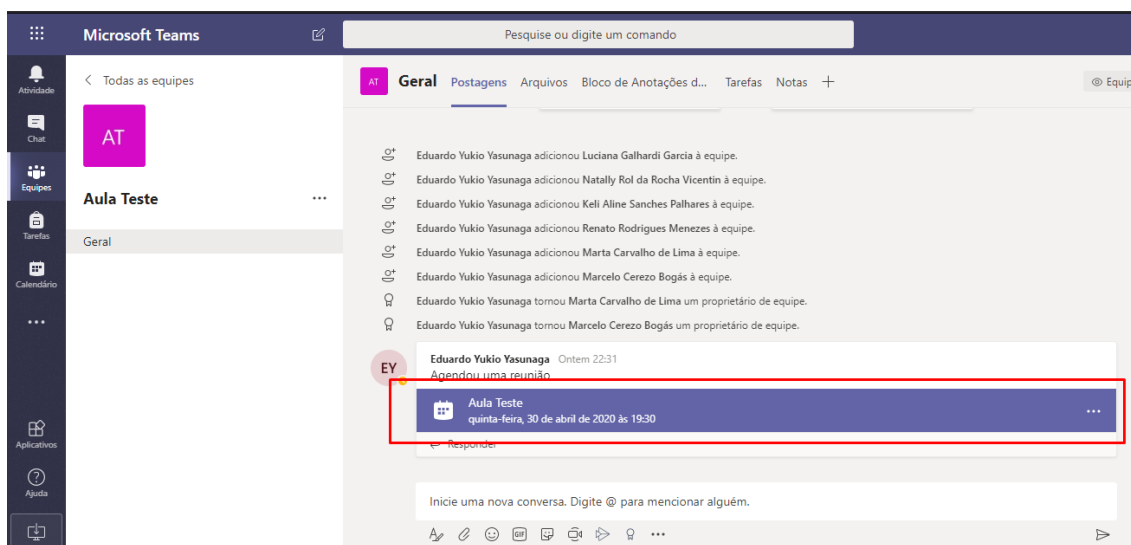 Microsoft Teams
Pesquise ou digite um comando
Atividade
Chat
Equipes
Tarefas
Calendário
Aplicativos
Ajuda
Todas as equipes
AT
Aula Teste
Geral
AT Geral Postagens Arquivos Bloco de Anotações d... Tarefas Notas
Equip
Eduardo Yukio Yasunaga adicionou Luciana Galhardi Garcia à equipe.
Eduardo Yukio Yasunaga adicionou Natally Rol da Rocha Vicentin à equipe.
Eduardo Yukio Yasunaga adicionou Keli Aline Sanches Palhares à equipe.
Eduardo Yukio Yasunaga adicionou Renato Rodrigues Menezes à equipe.
Eduardo Yukio Yasunaga adicionou Marta Carvalho de Lima à equipe.
Eduardo Yukio Yasunaga adicionou Marcelo Cerezo Bogás à equipe.
Eduardo Yukio Yasunaga tornou Marta Carvalho de Lima um proprietário de equipe.
Eduardo Yukio Yasunaga tornou Marcelo Cerezo Bogás um proprietário de equipe.
EY
Eduardo Yukio Yasunaga Ontem 22:31
Agendou uma reunião
Aula Teste
quinta-feira, 30 de abril de 2020 às 19:30
Responder
Inicie uma nova conversa. Digite @ para mencionar alguém.
GIF